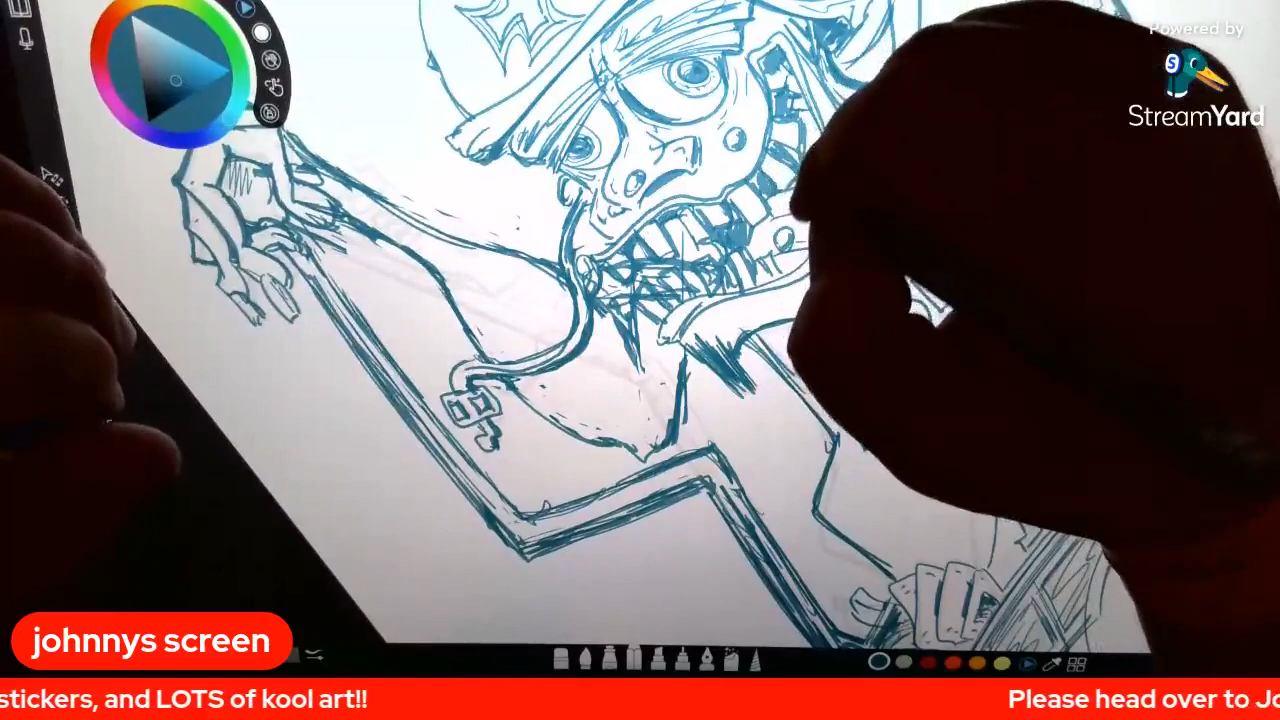 Powered by
S
StreamYard
johnnys screen
stickers, and LOTS of kool art!!
Please head over to Jo